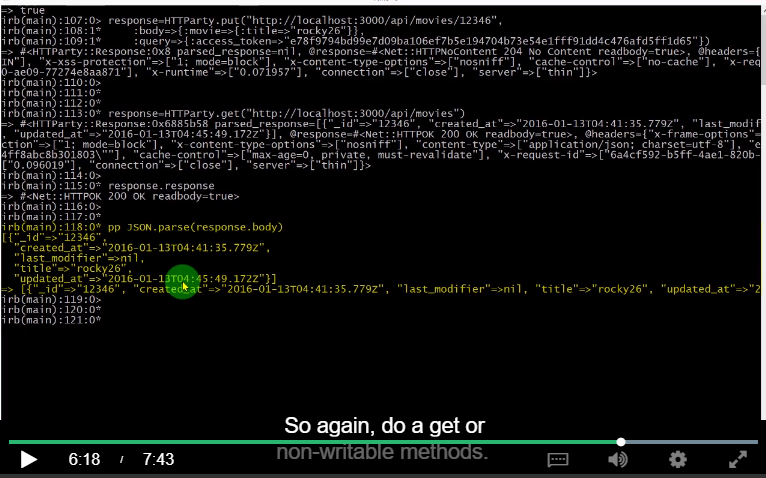 => true
irb(main):107:0> response=HTTParty.put("http://localhost:3000/api/movies/12346",
irb(main):108:1*     :body=>{:movie=>{:title=>"rocky26"}},
irb(main):109:1*     :query=>{:access_token=>"e78f9794bd99e7d09ba106ef7b5e194704b73e54e1fff91dd4c476afd5ff1d65"})
=> #<HTTParty::Response:0x8 parsed_response=nil, @response=#<Net::HTTPNoContent 204 No Content readbody=true>, @headers={
IN"], "x-xss-protection"=>["1; mode=block"], "x-content-type-options"=>["nosniff"], "cache-control"=>["no-cache"], "x-req
0-ae09-77274e8aa871"], "x-runtime"=>["0.071957"], "connection"=>["close"], "server"=>["thin"]}>
irb(main):110:0>
irb(main):111:0*
irb(main):112:0*
irb(main):113:0* response=HTTParty.get("http://localhost:3000/api/movies")
=> #<HTTParty::Response:0x6885b58 parsed_response=[{"_id"=>"12346", "created_at"=>"2016-01-13T04:41:35.779Z", "last_modif
, "updated_at"=>"2016-01-13T04:45:49.172Z"}], @response=#<Net::HTTPOK 200 OK readbody=true>, @headers={"x-frame-options"=
ction"=>["1; mode=block"], "x-content-type-options"=>["nosniff"], "content-type"=>["application/json; charset=utf-8"], "e
4ff8abc8b301803\""], "cache-control"=>["max-age=0, private, must-revalidate"], "x-request-id"=>["6a4cf592-b5ff-4ae1-820b-
["0.096019"], "connection"=>["close"], "server"=>["thin"]}>
irb(main):114:0>
irb(main):115:0* response.response
=> #<Net::HTTPOK 200 OK readbody=true>
irb(main):116:0>
irb(main):117:0*
irb(main):118:0* pp JSON.parse(response.body)
[{"_id"=>"12346",
  "created_at"=>"2016-01-13T04:41:35.779Z",
  "last_modifier"=>nil,
  "title"=>"rocky26",
  "updated_at"=>"2016-01-13T04:45:49.172Z"}]
=> [{"_id"=>"12346", "created_at"=>"2016-01-13T04:41:35.779Z", "last_modifier"=>nil, "title"=>"rocky26", "updated_at"=>"2
irb(main):119:0>
irb(main):120:0*
irb(main):121:0*
So again, do a get or
non-writable methods.
6:18 / 7:43